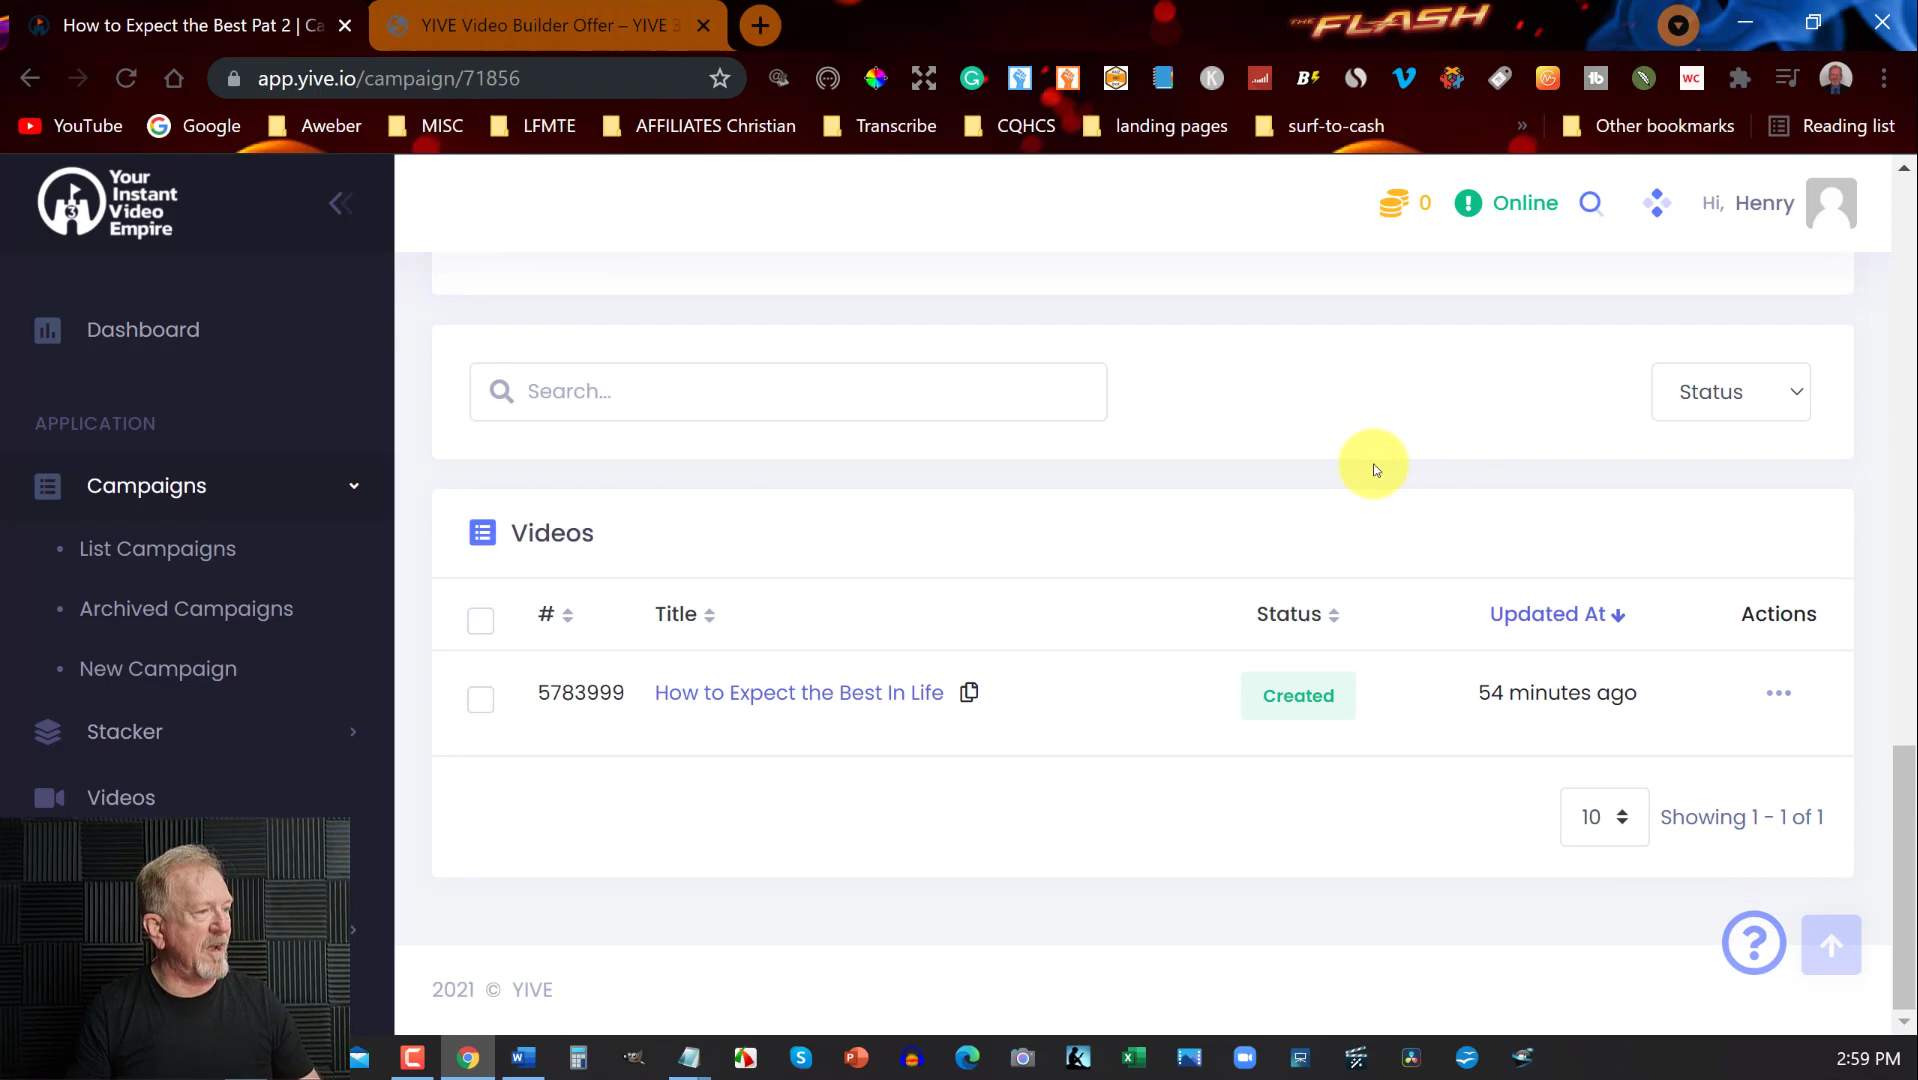 How to Expect the Best Pat 2 | Ca
YIVE Video Builder Offer – YIVE 3
THE FLASH
app.yive.io/campaign/71856
YouTube
Google
Aweber
MISC
LFMTE
AFFILIATES Christian
Transcribe
CQHCS
landing pages
surf-to-cash
»
Other bookmarks
Reading list
Your
Instant
Video
Empire
3
0
Online
Hi, Henry
Dashboard
APPLICATION
Campaigns
• List Campaigns
• Archived Campaigns
• New Campaign
Stacker
Videos
Search...
Status
Videos
# Title Status Updated At Actions
5783999 How to Expect the Best In Life Created 54 minutes ago
10 Showing 1 - 1 of 1
2021 © YIVE
2:59 PM